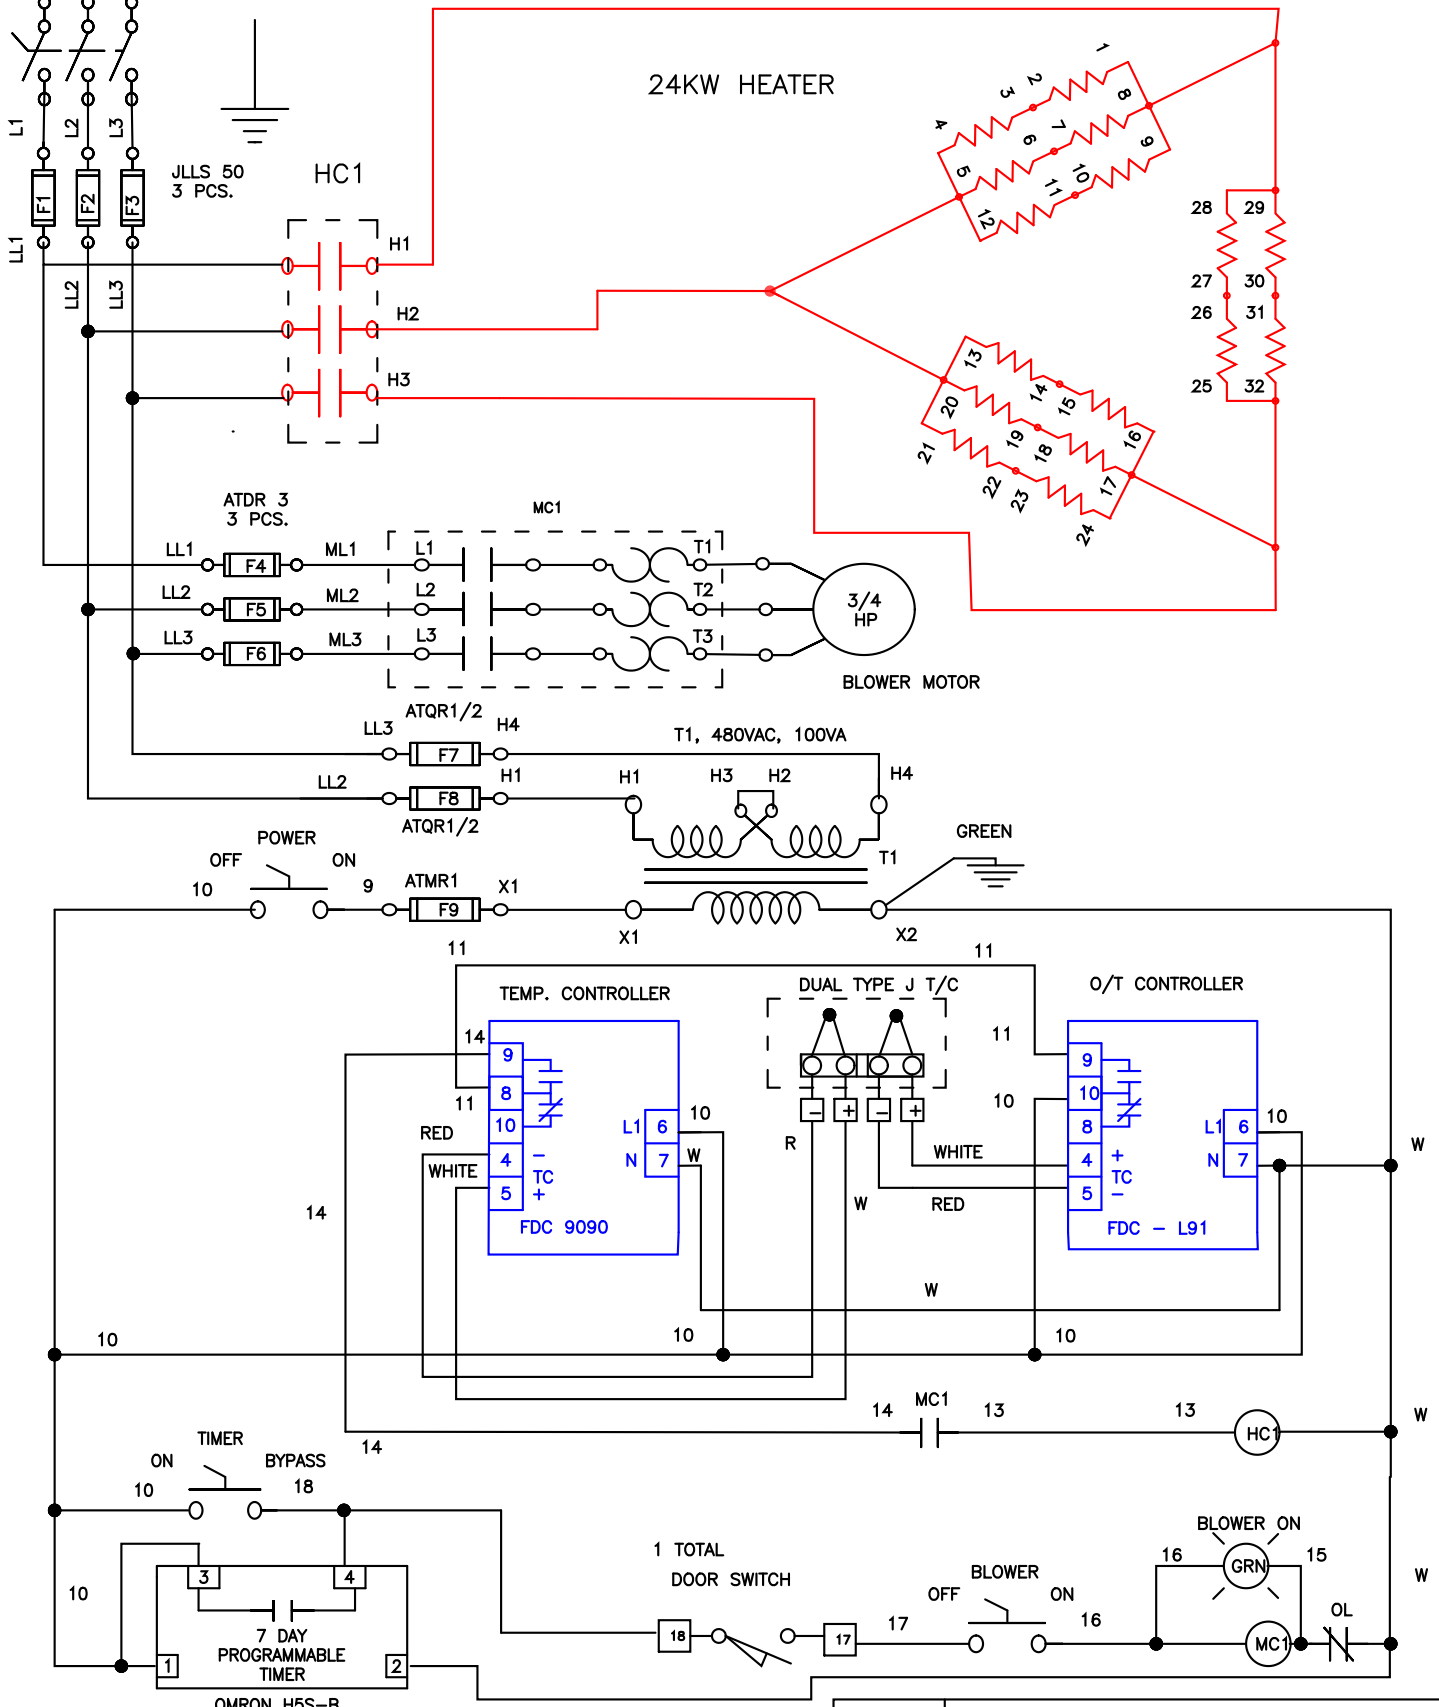 24KW HEATER
L1
L2
L3
JLLS 50
3 PCS.
F1
F2
F3
LL1
LL2
LL3
HC1
H1
H2
H3
1
2
3
4
8
7
6
5
9
10
11
12
28
29
27
30
26
31
25
32
13
14
15
16
20
19
18
17
21
22
23
24
ATDR 3
3 PCS.
MC1
LL1
F4
ML1
L1
T1
LL2
F5
ML2
L2
T2
LL3
F6
ML3
L3
T3
3/4
HP
BLOWER MOTOR
ATQR1/2
LL3
F7
H4
T1, 480VAC, 100VA
LL2
F8
H1
ATQR1/2
H1
H3
H2
H4
T1
GREEN
POWER
OFF
ON
10
9
ATMR1
F9
X1
X1
X2
11
11
TEMP. CONTROLLER
DUAL TYPE J T/C
O/T CONTROLLER
14
9
8
11
10
RED
4
-
WHITE
TC
5
+
L1
6
10
N
7
W
FDC 9090
-
+
-
+
R
W
WHITE
RED
11
9
10
10
8
4
+
TC
5
-
L1
6
10
N
7
FDC - L91
W
14
W
10
10
10
14
14
MC1
13
13
HC1
W
TIMER
ON
BYPASS
10
18
3
4
10
7 DAY
PROGRAMMABLE
TIMER
1
2
OMRON H5S-B
1 TOTAL
DOOR SWITCH
18
17
17
BLOWER
OFF
ON
16
BLOWER ON
16
GRN
15
MC1
OL
W